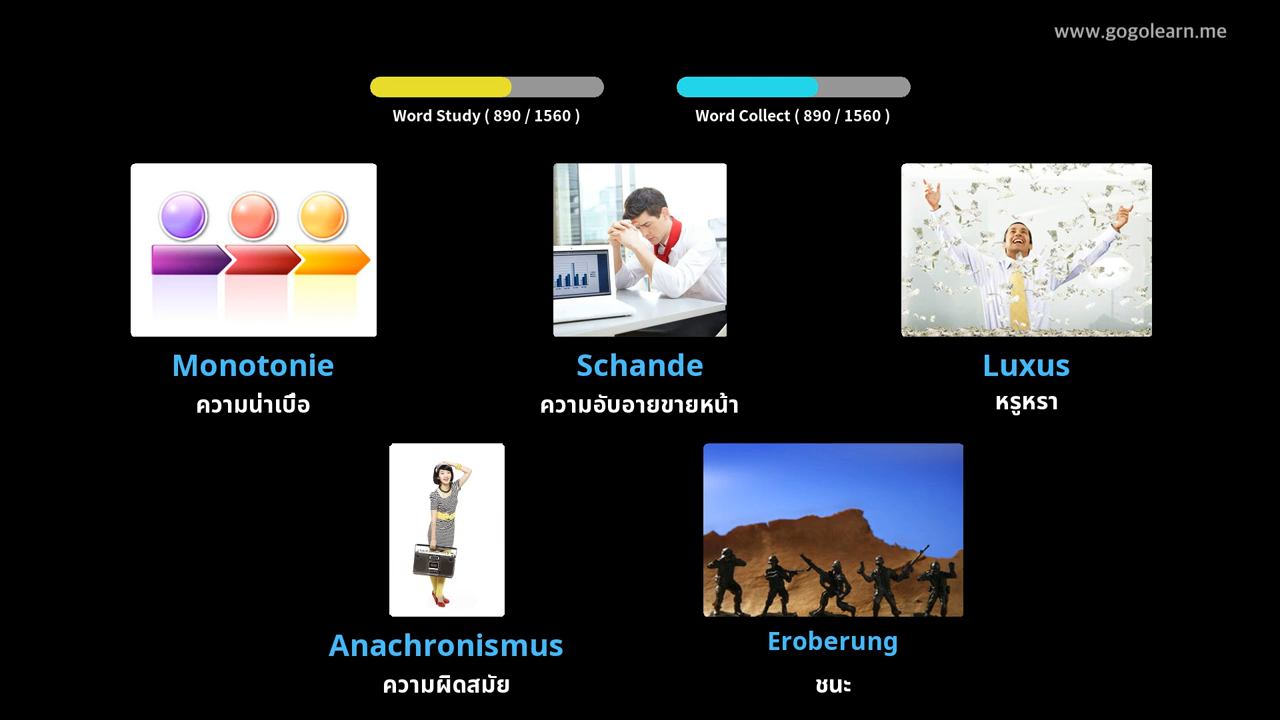 www.gogolearn.me
Word Study ( 890 / 1560 )
Word Collect ( 890 / 1560 )
Monotonie
ความน่าเบื่อ
Schande
ความอับอายขายหน้า
Luxus
หรูหรา
Anachronismus
ความผิดสมัย
Eroberung
ชนะ